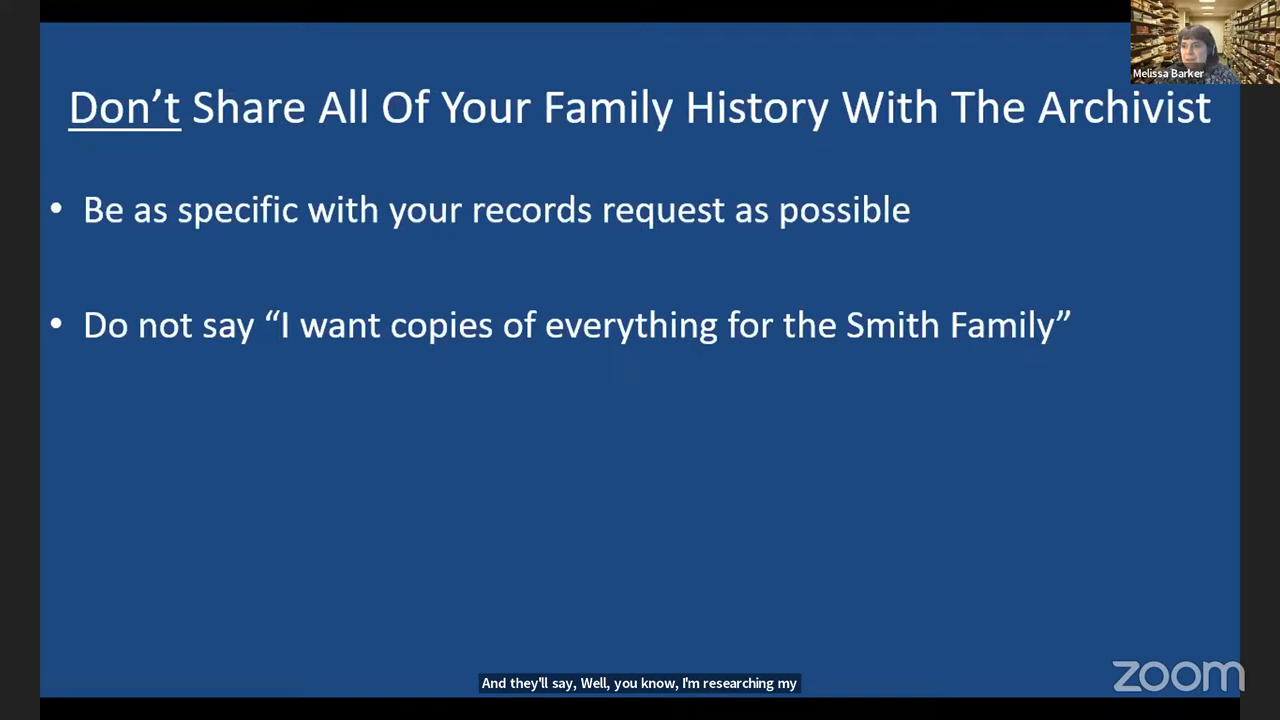 Melissa Barker
Don’t Share All Of Your Family History With The Archivist
• Be as specific with your records request as possible
• Do not say “I want copies of everything for the Smith Family”
And they'll say, Well, you know, I'm researching my
zoom